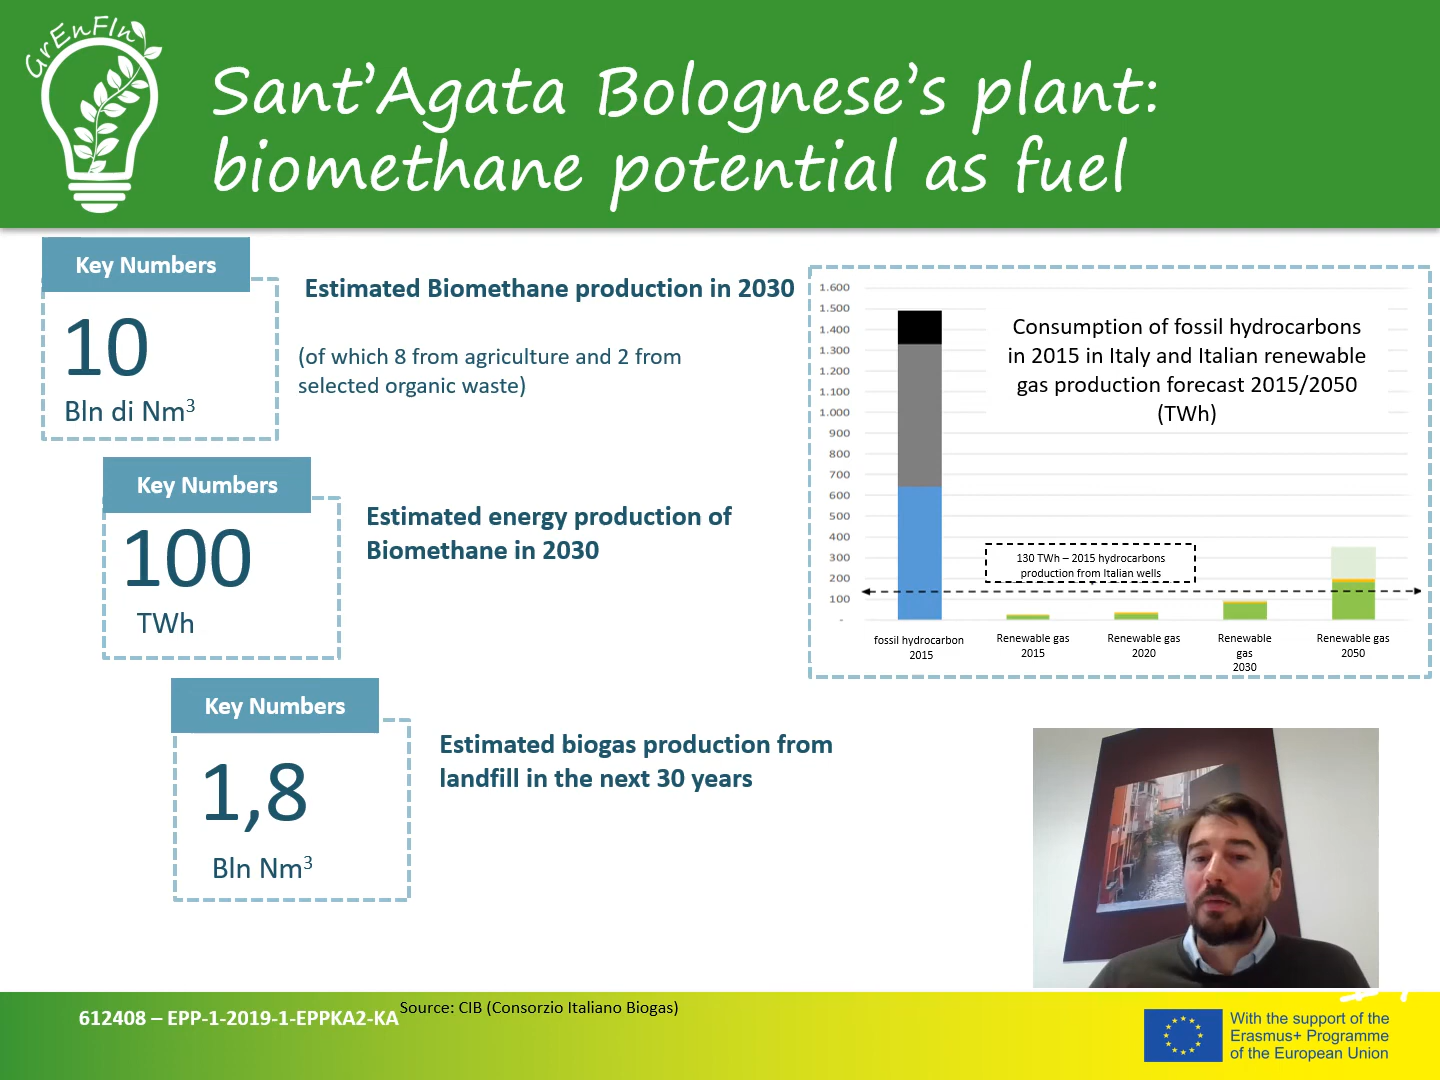 GrEnFIn
Sant’Agata Bolognese’s plant:
biomethane potential as fuel
Key Numbers
10
Bln di Nm³
Estimated Biomethane production in 2030
(of which 8 from agriculture and 2 from
selected organic waste)
Key Numbers
100
TWh
Estimated energy production of
Biomethane in 2030
Key Numbers
1,8
Bln Nm³
Estimated biogas production from
landfill in the next 30 years
Consumption of fossil hydrocarbons
in 2015 in Italy and Italian renewable
gas production forecast 2015/2050
(TWh)
1.600
1.500
1.400
1.300
1.200
1.100
1.000
900
800
700
600
500
400
300
200
100
-
130 TWh – 2015 hydrocarbons
production from Italian wells
fossil hydrocarbon
2015
Renewable gas
2015
Renewable gas
2020
Renewable
gas
2030
Renewable gas
2050
612408 – EPP-1-2019-1-EPPKA2-KA
Source: CIB (Consorzio Italiano Biogas)
With the support of the
Erasmus+ Programme
of the European Union